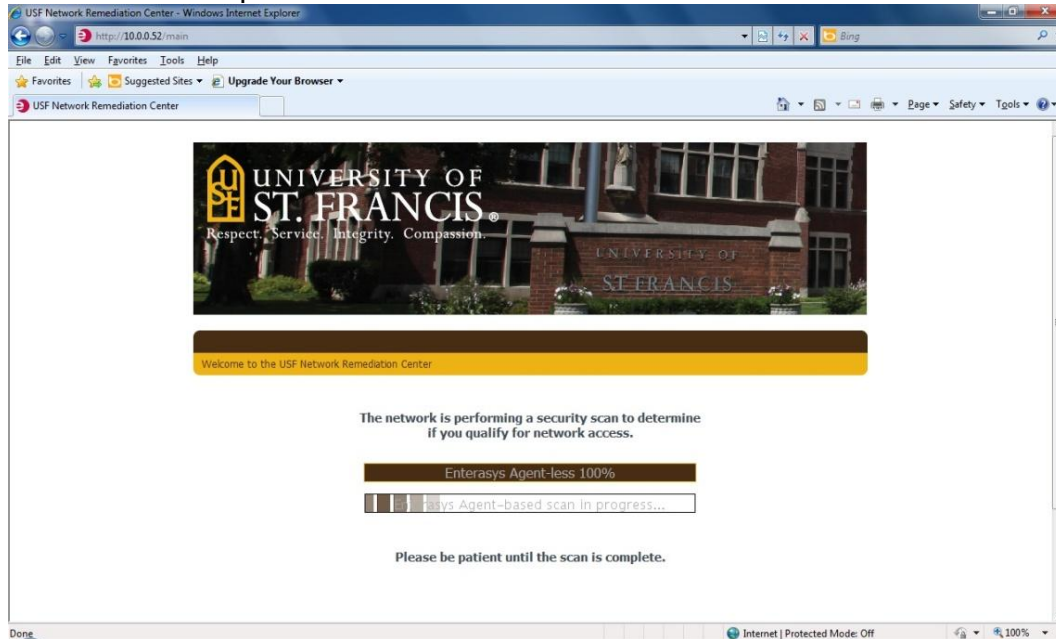 USF Network Remediation Center - Windows Internet Explorer
http://10.0.0.52/main
Bing
File Edit View Favorites Tools Help
Favorites Suggested Sites Upgrade Your Browser
USF Network Remediation Center
Page Safety Tools
USF
UNIVERSITY OF
ST. FRANCIS®
Respect. Service. Integrity. Compassion.
UNIVERSITY OF
ST FRANCIS
Welcome to the USF Network Remediation Center
The network is performing a security scan to determine
if you qualify for network access.
Enterasys Agent-less 100%
Enterasys Agent-based scan in progress...
Please be patient until the scan is complete.
Done
Internet | Protected Mode: Off
100%